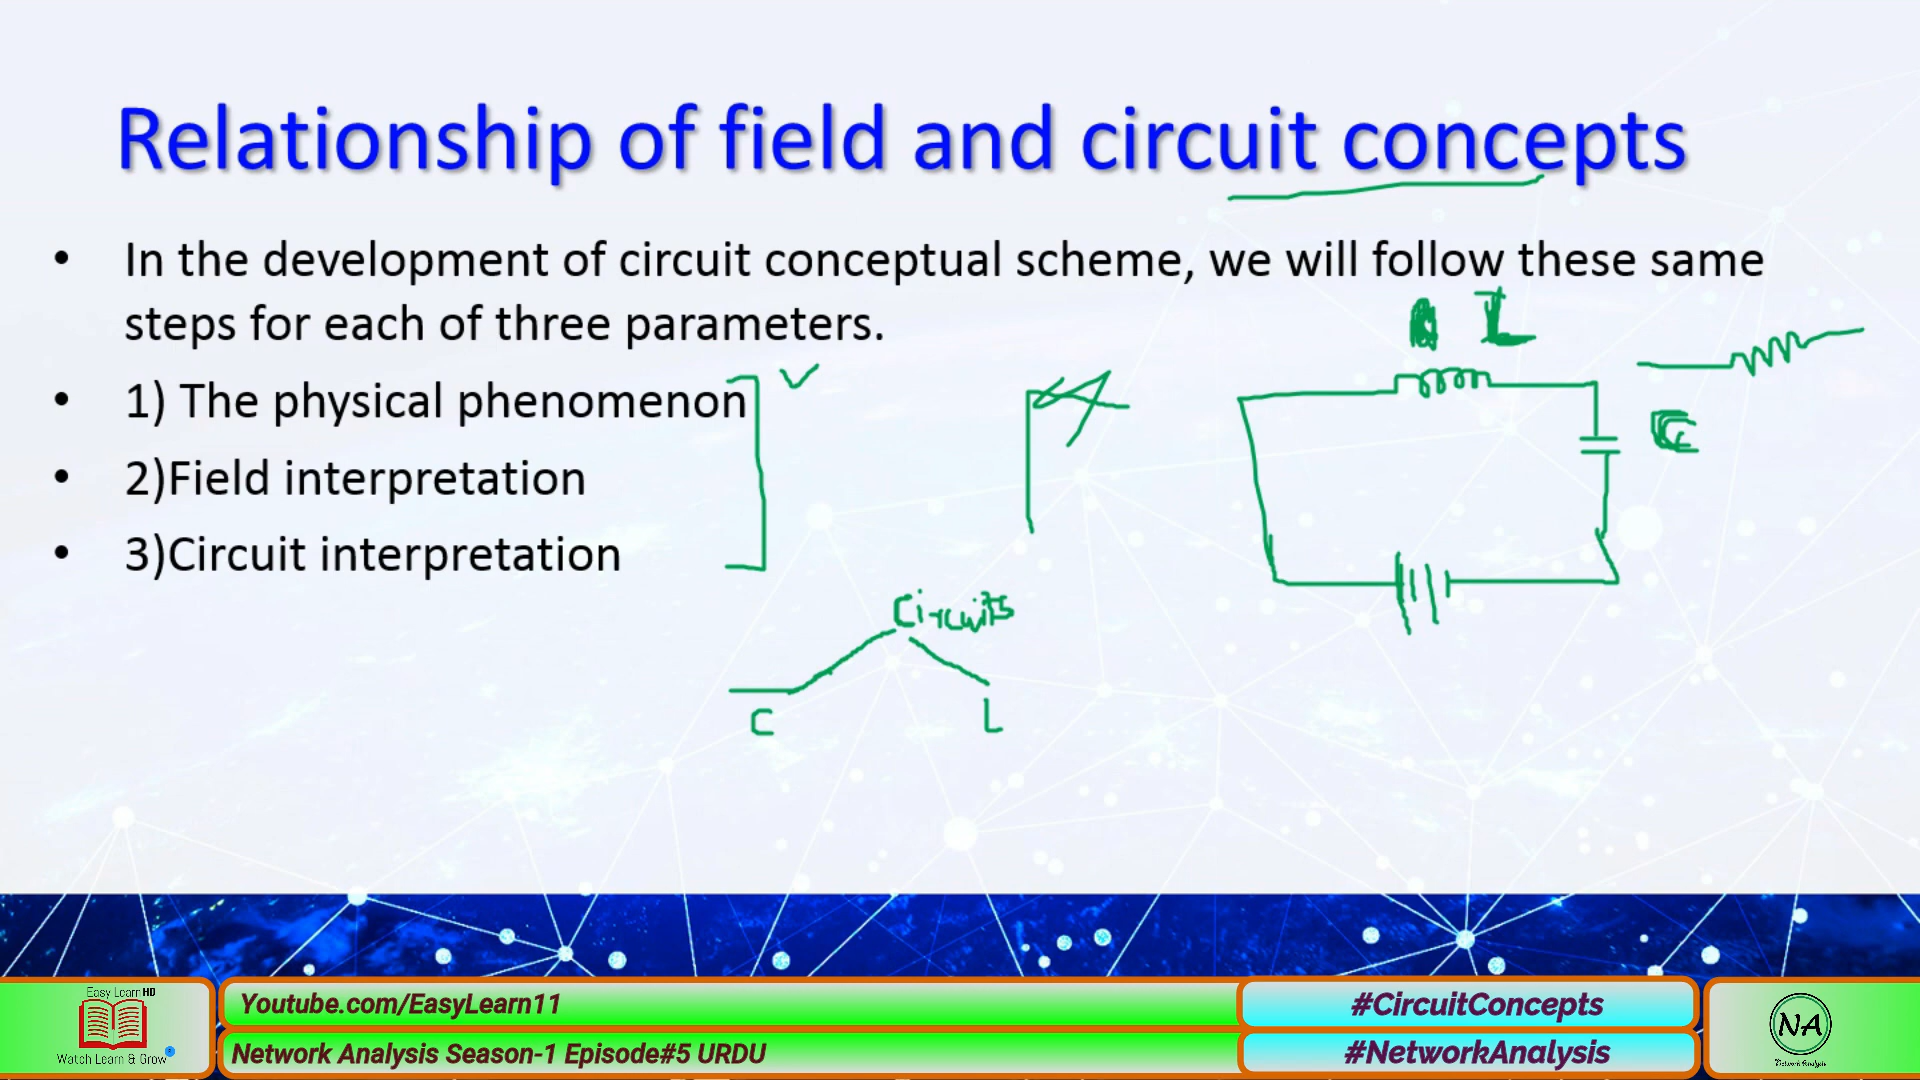 Relationship of field and circuit concepts
• In the development of circuit conceptual scheme, we will follow these same
steps for each of three parameters.
• 1) The physical phenomenon
• 2)Field interpretation
• 3)Circuit interpretation
L
C
Circuits
C L
Easy Learn HD
Watch Learn & Grow
Youtube.com/EasyLearn11
Network Analysis Season-1 Episode#5 URDU
#CircuitConcepts
#NetworkAnalysis
NA
Network Analysis